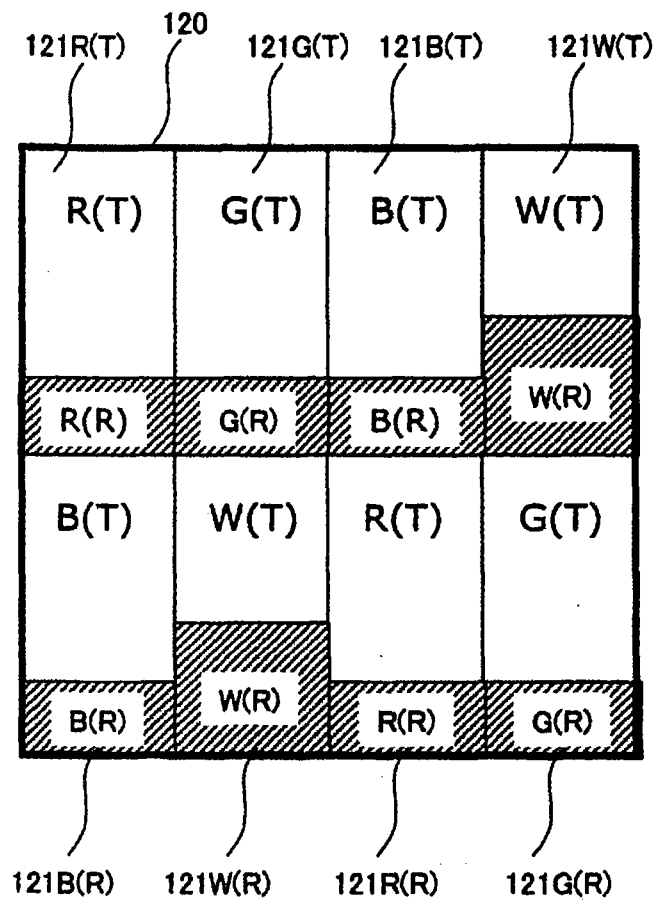 120
121R(T) 121G(T) 121B(T) 121W(T)
R(T) G(T) B(T) W(T)
R(R) G(R) B(R) W(R)
B(T) W(T) R(T) G(T)
B(R) W(R) R(R) G(R)
121B(R) 121W(R) 121R(R) 121G(R)